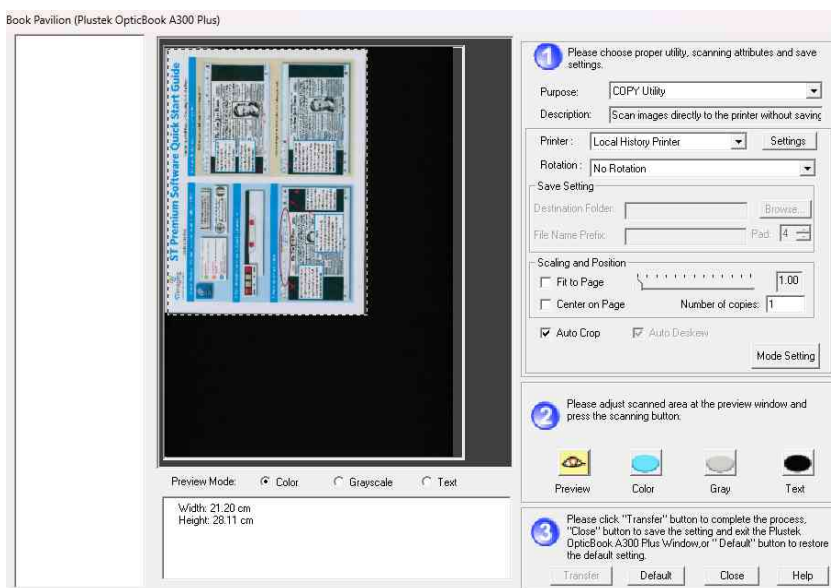 Book Pavilion (Plustek OpticBook A300 Plus)
ST Premium Software Quick Start Guide
Preview Mode:
Color
Grayscale
Text
Width: 21.20 cm
Height: 28.11 cm
1
Please choose proper utility, scanning attributes and save
settings.
Purpose:
COPY Utility
Description:
Scan images directly to the printer without saving
Printer :
Local History Printer
Settings
Rotation :
No Rotation
Save Setting
Destination Folder:
Browse...
File Name Prefix:
Pad:
4
Scaling and Position
Fit to Page
1.00
Center on Page
Number of copies:
1
Auto Crop
Auto Deskew
Mode Setting
2
Please adjust scanned area at the preview window and
press the scanning button.
Preview
Color
Gray
Text
3
Please click "Transfer" button to complete the process,
"Close" button to save the setting and exit the Plustek
OpticBook A300 Plus Window,or " Default" button to restore
the default setting.
Transfer
Default
Close
Help